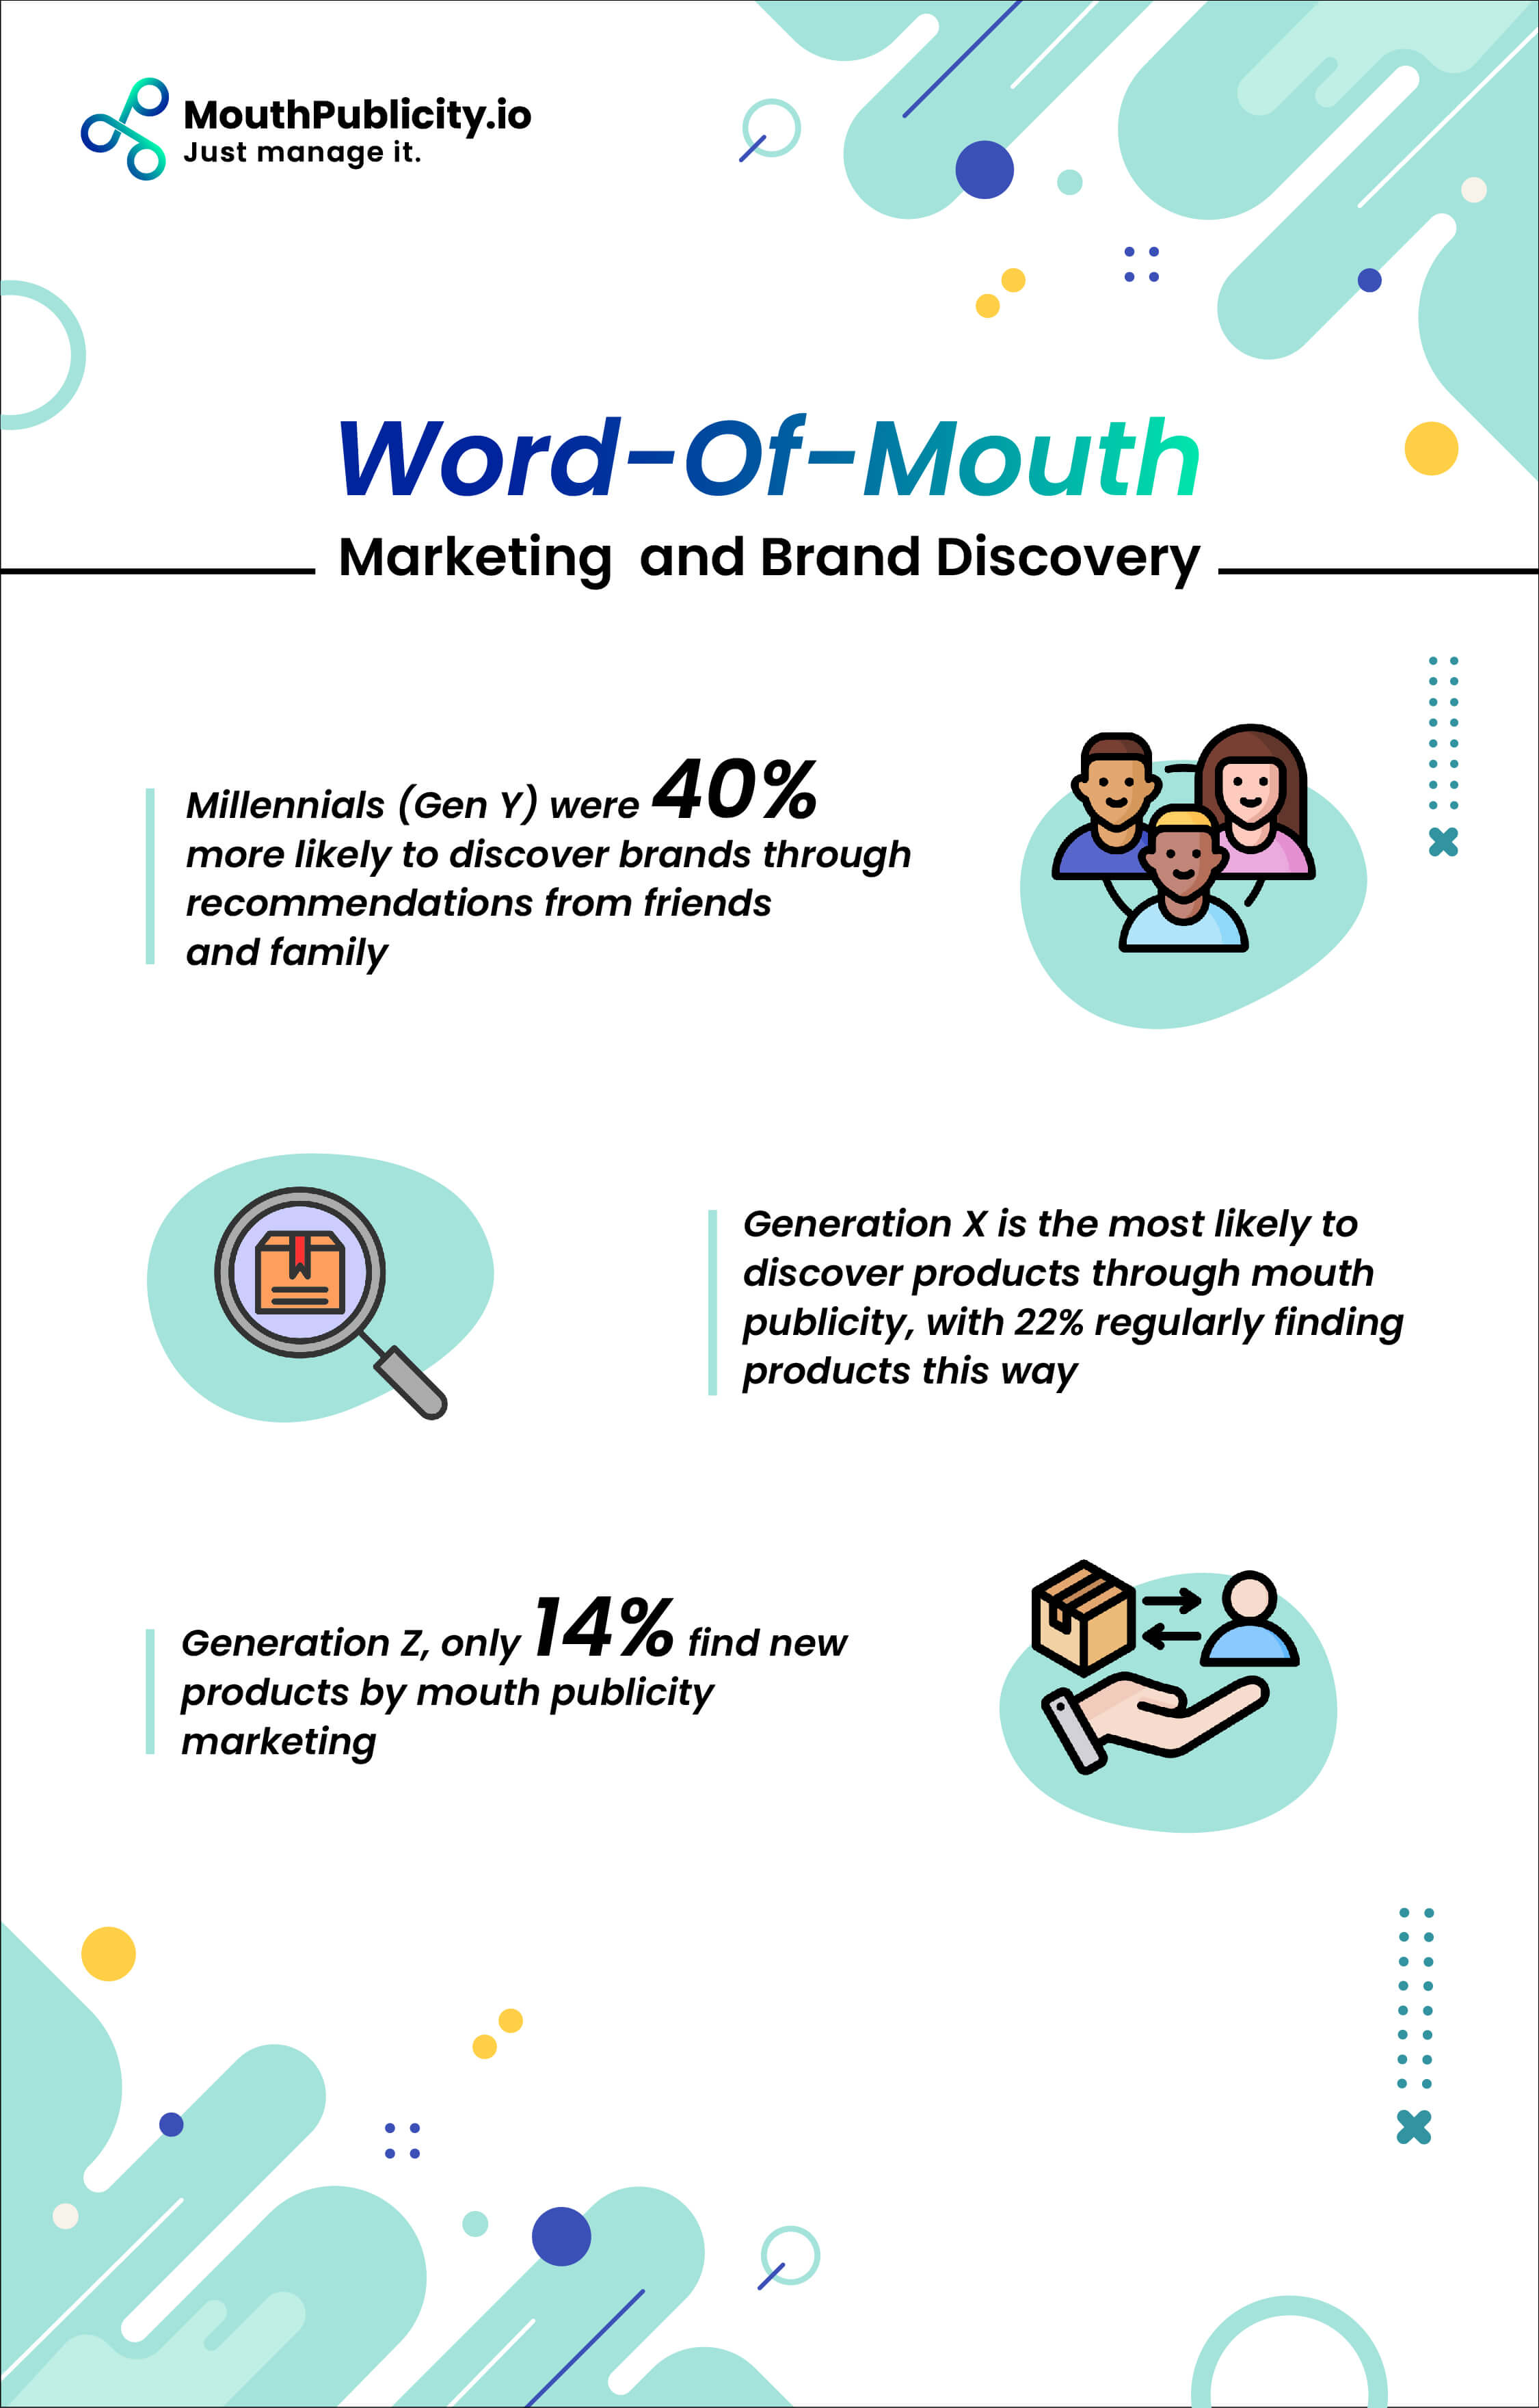 MouthPublicity.io
Just manage it.
Word-Of-Mouth
Marketing and Brand Discovery
Millennials (Gen Y) were 40%
more likely to discover brands through
recommendations from friends
and family
Generation X is the most likely to
discover products through mouth
publicity, with 22% regularly finding
products this way
Generation Z, only 14% find new
products by mouth publicity
marketing